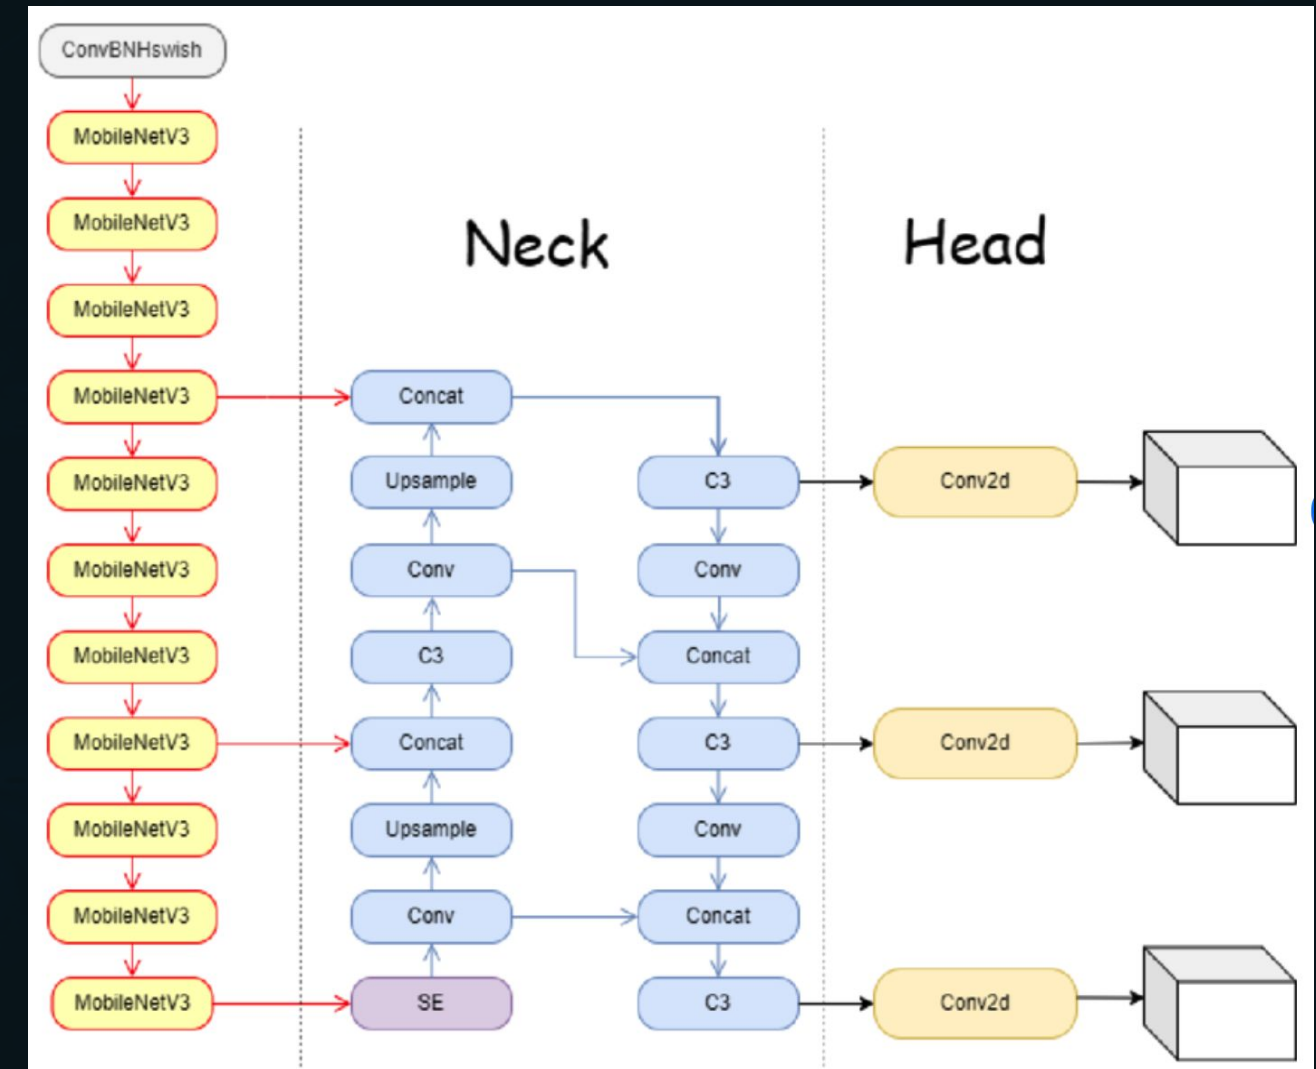 ConvBNHswish
MobileNetV3
MobileNetV3
MobileNetV3
MobileNetV3
MobileNetV3
MobileNetV3
MobileNetV3
MobileNetV3
MobileNetV3
MobileNetV3
MobileNetV3
Neck
Concat
Upsample
Conv
C3
Concat
Upsample
Conv
SE
C3
Conv
Concat
C3
Conv
Concat
C3
Head
Conv2d
Conv2d
Conv2d